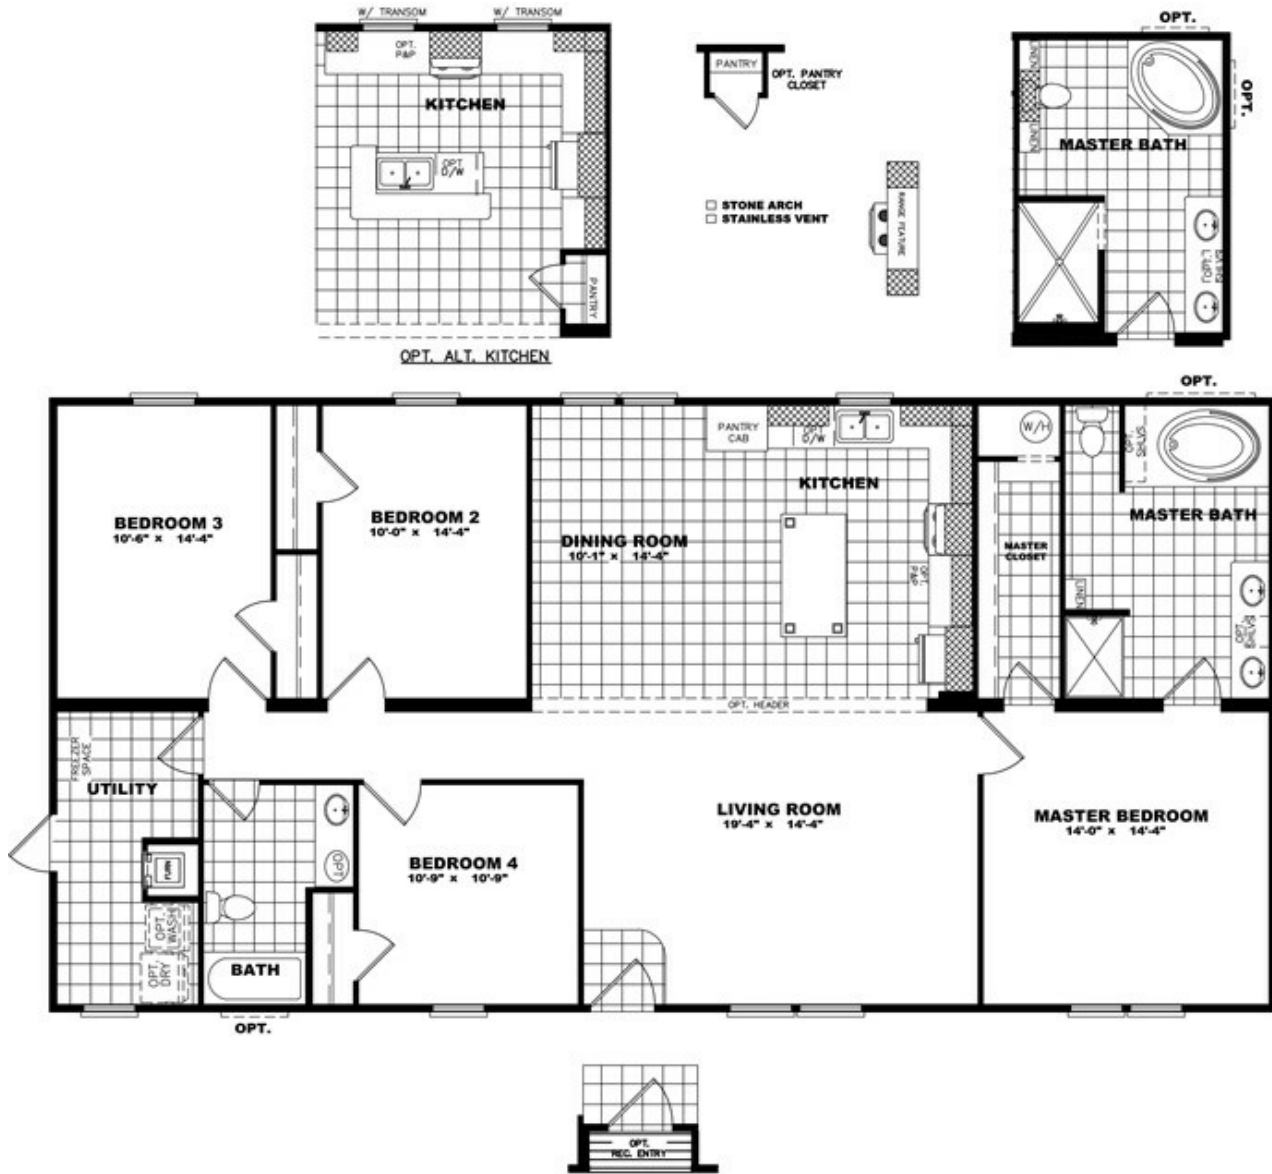 W/ TRANSOM
W/ TRANSOM
OPT.
P&P
KITCHEN
OPT
D/W
PANTRY
OPT. ALT. KITCHEN
PANTRY
OPT. PANTRY
CLOSET
STONE ARCH
STAINLESS VENT
RANGE FEATURE
OPT.
OPT.
LINEN
LINEN
MASTER BATH
OPT.
BEDROOM 3
10'-6" x 14'-4"
BEDROOM 2
10'-0" x 14'-4"
DINING ROOM
10'-1" x 14'-4"
PANTRY
CAB
OPT
D/W
KITCHEN
OPT.
P&P
OPT. HEADER
W/H
MASTER
CLOSET
OPT.
SHLVS
MASTER BATH
LINEN
OPT
SHLVS
FREEZER
SPACE
UTILITY
FURN
OPT.
WASH
OPT.
DRY
BATH
OPT
OPT.
BEDROOM 4
10'-9" x 10'-9"
LIVING ROOM
19'-4" x 14'-4"
MASTER BEDROOM
14'-0" x 14'-4"
OPT.
REC. ENTRY